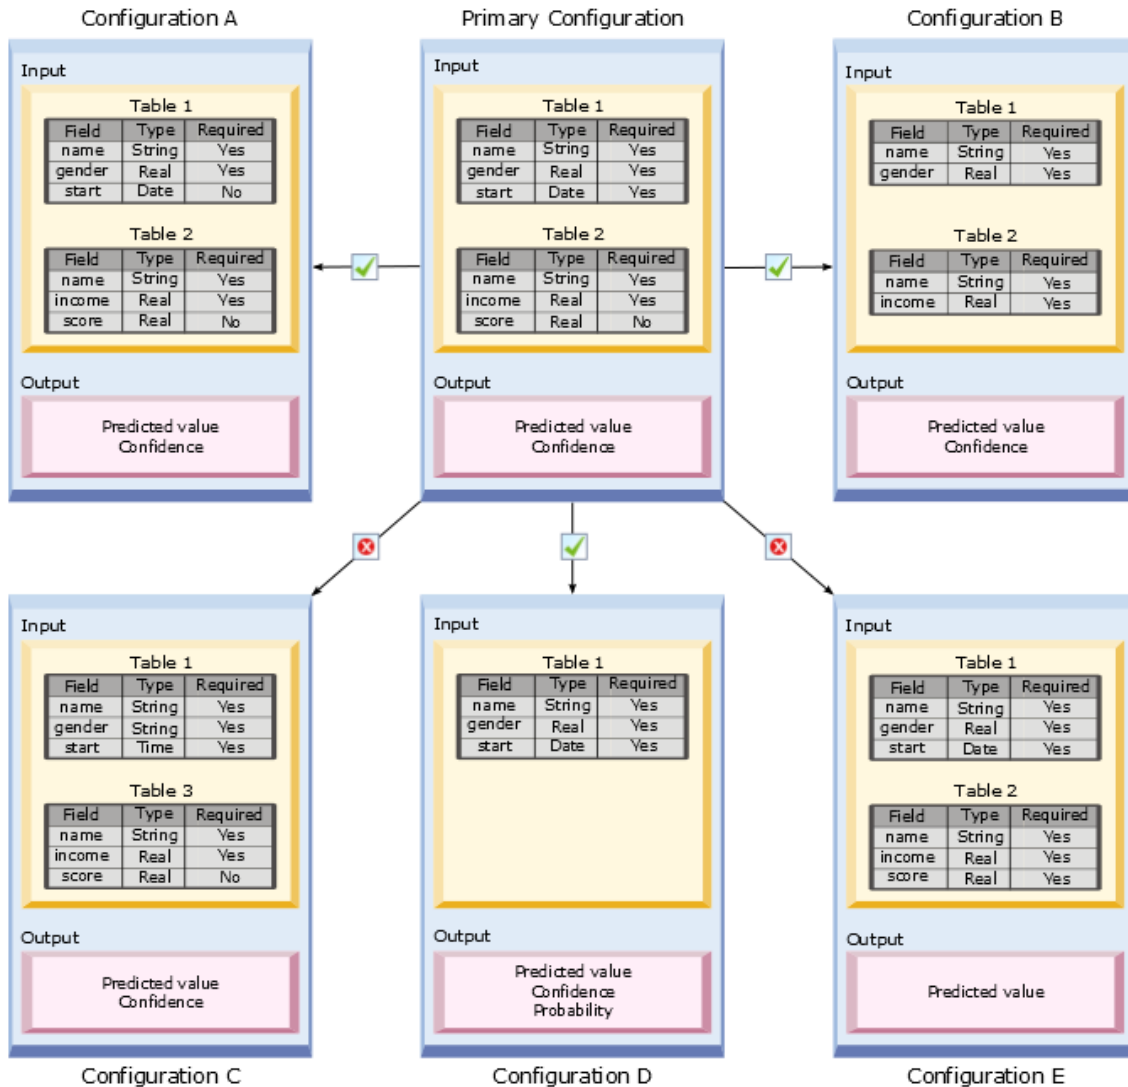 Configuration A
Input
Table 1
Field Type Required
name String Yes
gender Real Yes
start Date No
Table 2
Field Type Required
name String Yes
income Real Yes
score Real No
Output
Predicted value
Confidence
Primary Configuration
Input
Table 1
Field Type Required
name String Yes
gender Real Yes
start Date Yes
Table 2
Field Type Required
name String Yes
income Real Yes
score Real No
Output
Predicted value
Confidence
Configuration B
Input
Table 1
Field Type Required
name String Yes
gender Real Yes
Table 2
Field Type Required
name String Yes
income Real Yes
Output
Predicted value
Confidence
Input
Table 1
Field Type Required
name String Yes
gender String Yes
start Time Yes
Table 3
Field Type Required
name String Yes
income Real Yes
score Real No
Output
Predicted value
Confidence
Configuration C
Input
Table 1
Field Type Required
name String Yes
gender Real Yes
start Date Yes
Output
Predicted value
Confidence
Probability
Configuration D
Input
Table 1
Field Type Required
name String Yes
gender Real Yes
start Date Yes
Table 2
Field Type Required
name String Yes
income Real Yes
score Real Yes
Output
Predicted value
Configuration E